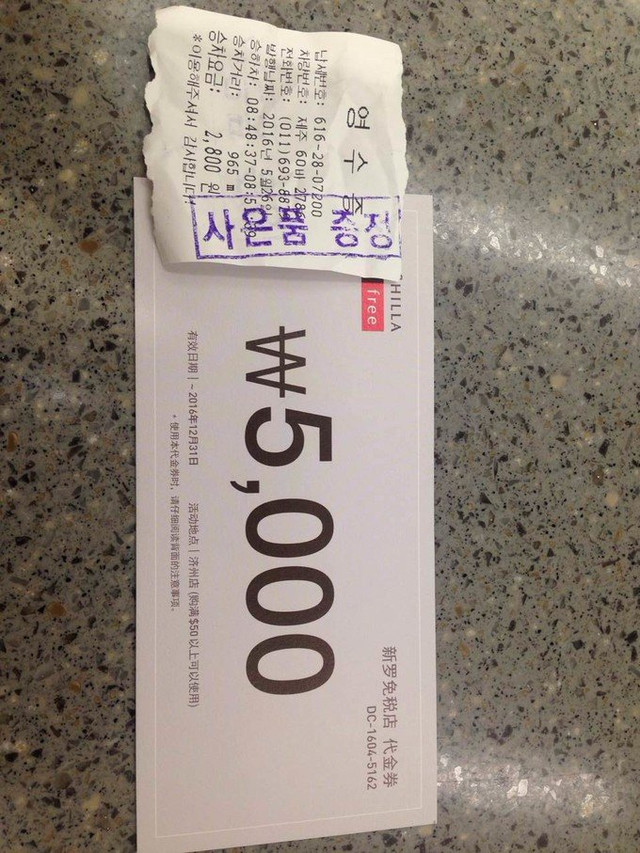 영 수 증
납세번호: 616-28-07200
차량번호: 제주 60바
전화번호: (011)693-
발행날짜: 2016년 5월26일
승하차: 08:48:37-08:5
승차거리: 965 m
승차요금: 2,800 원
*이용해주셔서 감사합니다.
HILLA
free
新罗免税店 代金券
DC-1604-5162
₩5,000
有效日期 | ~ 2016年12月31日 活动地点 | 济州店 (购满$50以上可以使用)
* 使用本代金券时，请仔细阅读背面的注意事项。